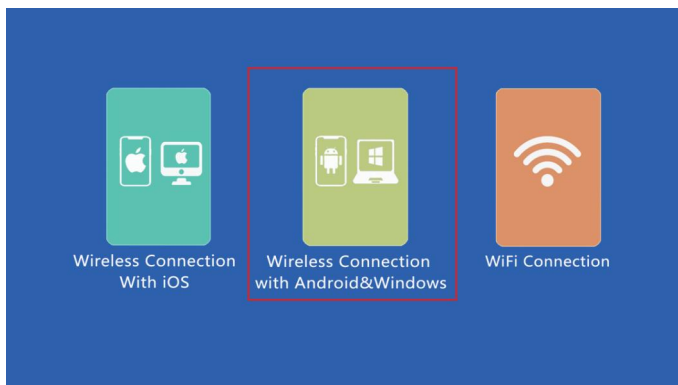 Wireless Connection
With iOS
Wireless Connection
with Android&Windows
WiFi Connection